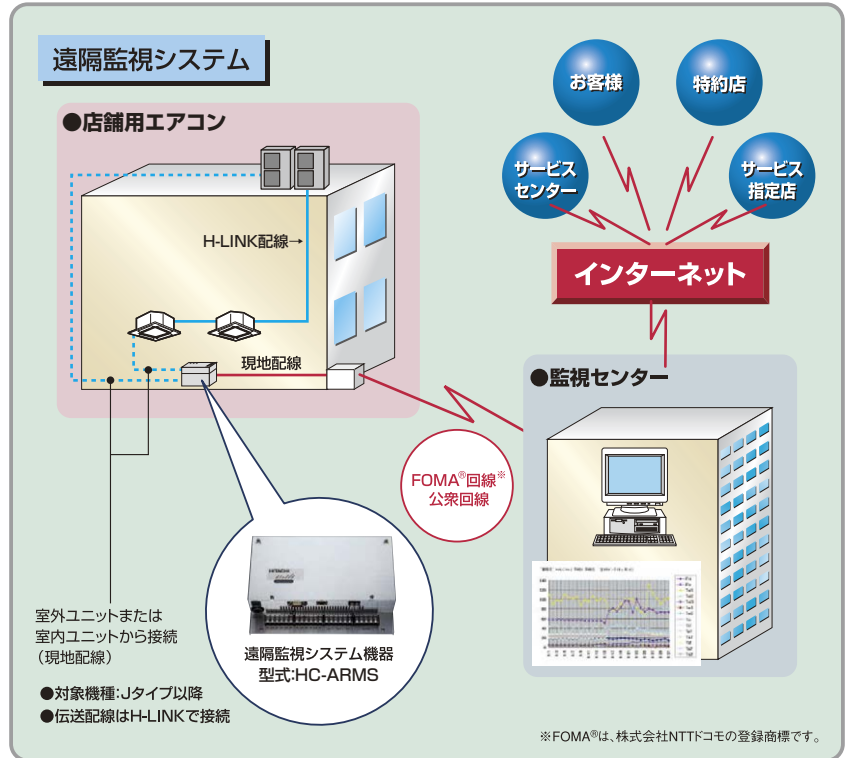 遠隔監視システム
●店舗用エアコン
H-LINK配線→
現地配線
お客様
特約店
サービス
センター
サービス
指定店
インターネット
●監視センター
FOMA®回線※
公衆回線
HITACHI
遠隔監視システム機器
型式:HC-ARMS
室外ユニットまたは
室内ユニットから接続
（現地配線）
●対象機種:Jタイプ以降
●伝送配線はH-LINKで接続
※FOMA®は、株式会社NTTドコモの登録商標です。